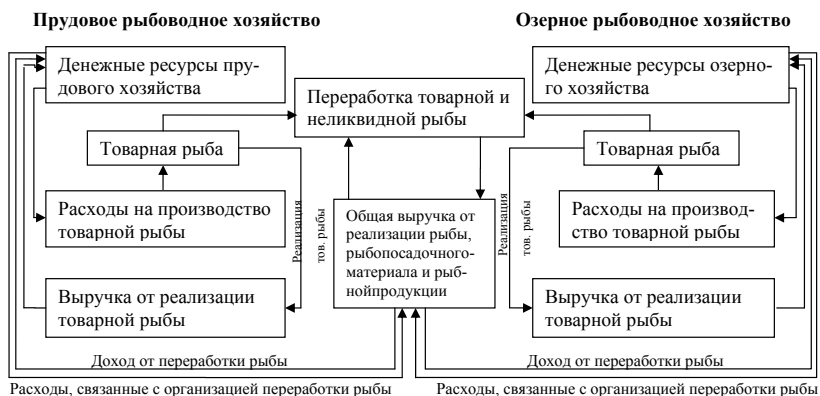 Прудовое рыбоводное хозяйство
Озерное рыбоводное хозяйство
Денежные ресурсы пру-
дового хозяйства
Переработка товарной и
неликвидной рыбы
Денежные ресурсы озерно-
го хозяйства
Товарная рыба
Товарная рыба
Расходы на производство
товарной рыбы
Реализация
тов. рыбы
Общая выручка от
реализации рыбы,
рыбопосадочного-
материала и рыб-
нойпродукции
Реализация
тов. рыбы
Расходы на производ-
ство товарной рыбы
Выручка от реализации
товарной рыбы
Выручка от реализации
товарной рыбы
Доход от переработки рыбы
Доход от переработки рыбы
Расходы, связанные с организацией переработки рыбы
Расходы, связанные с организацией переработки рыбы